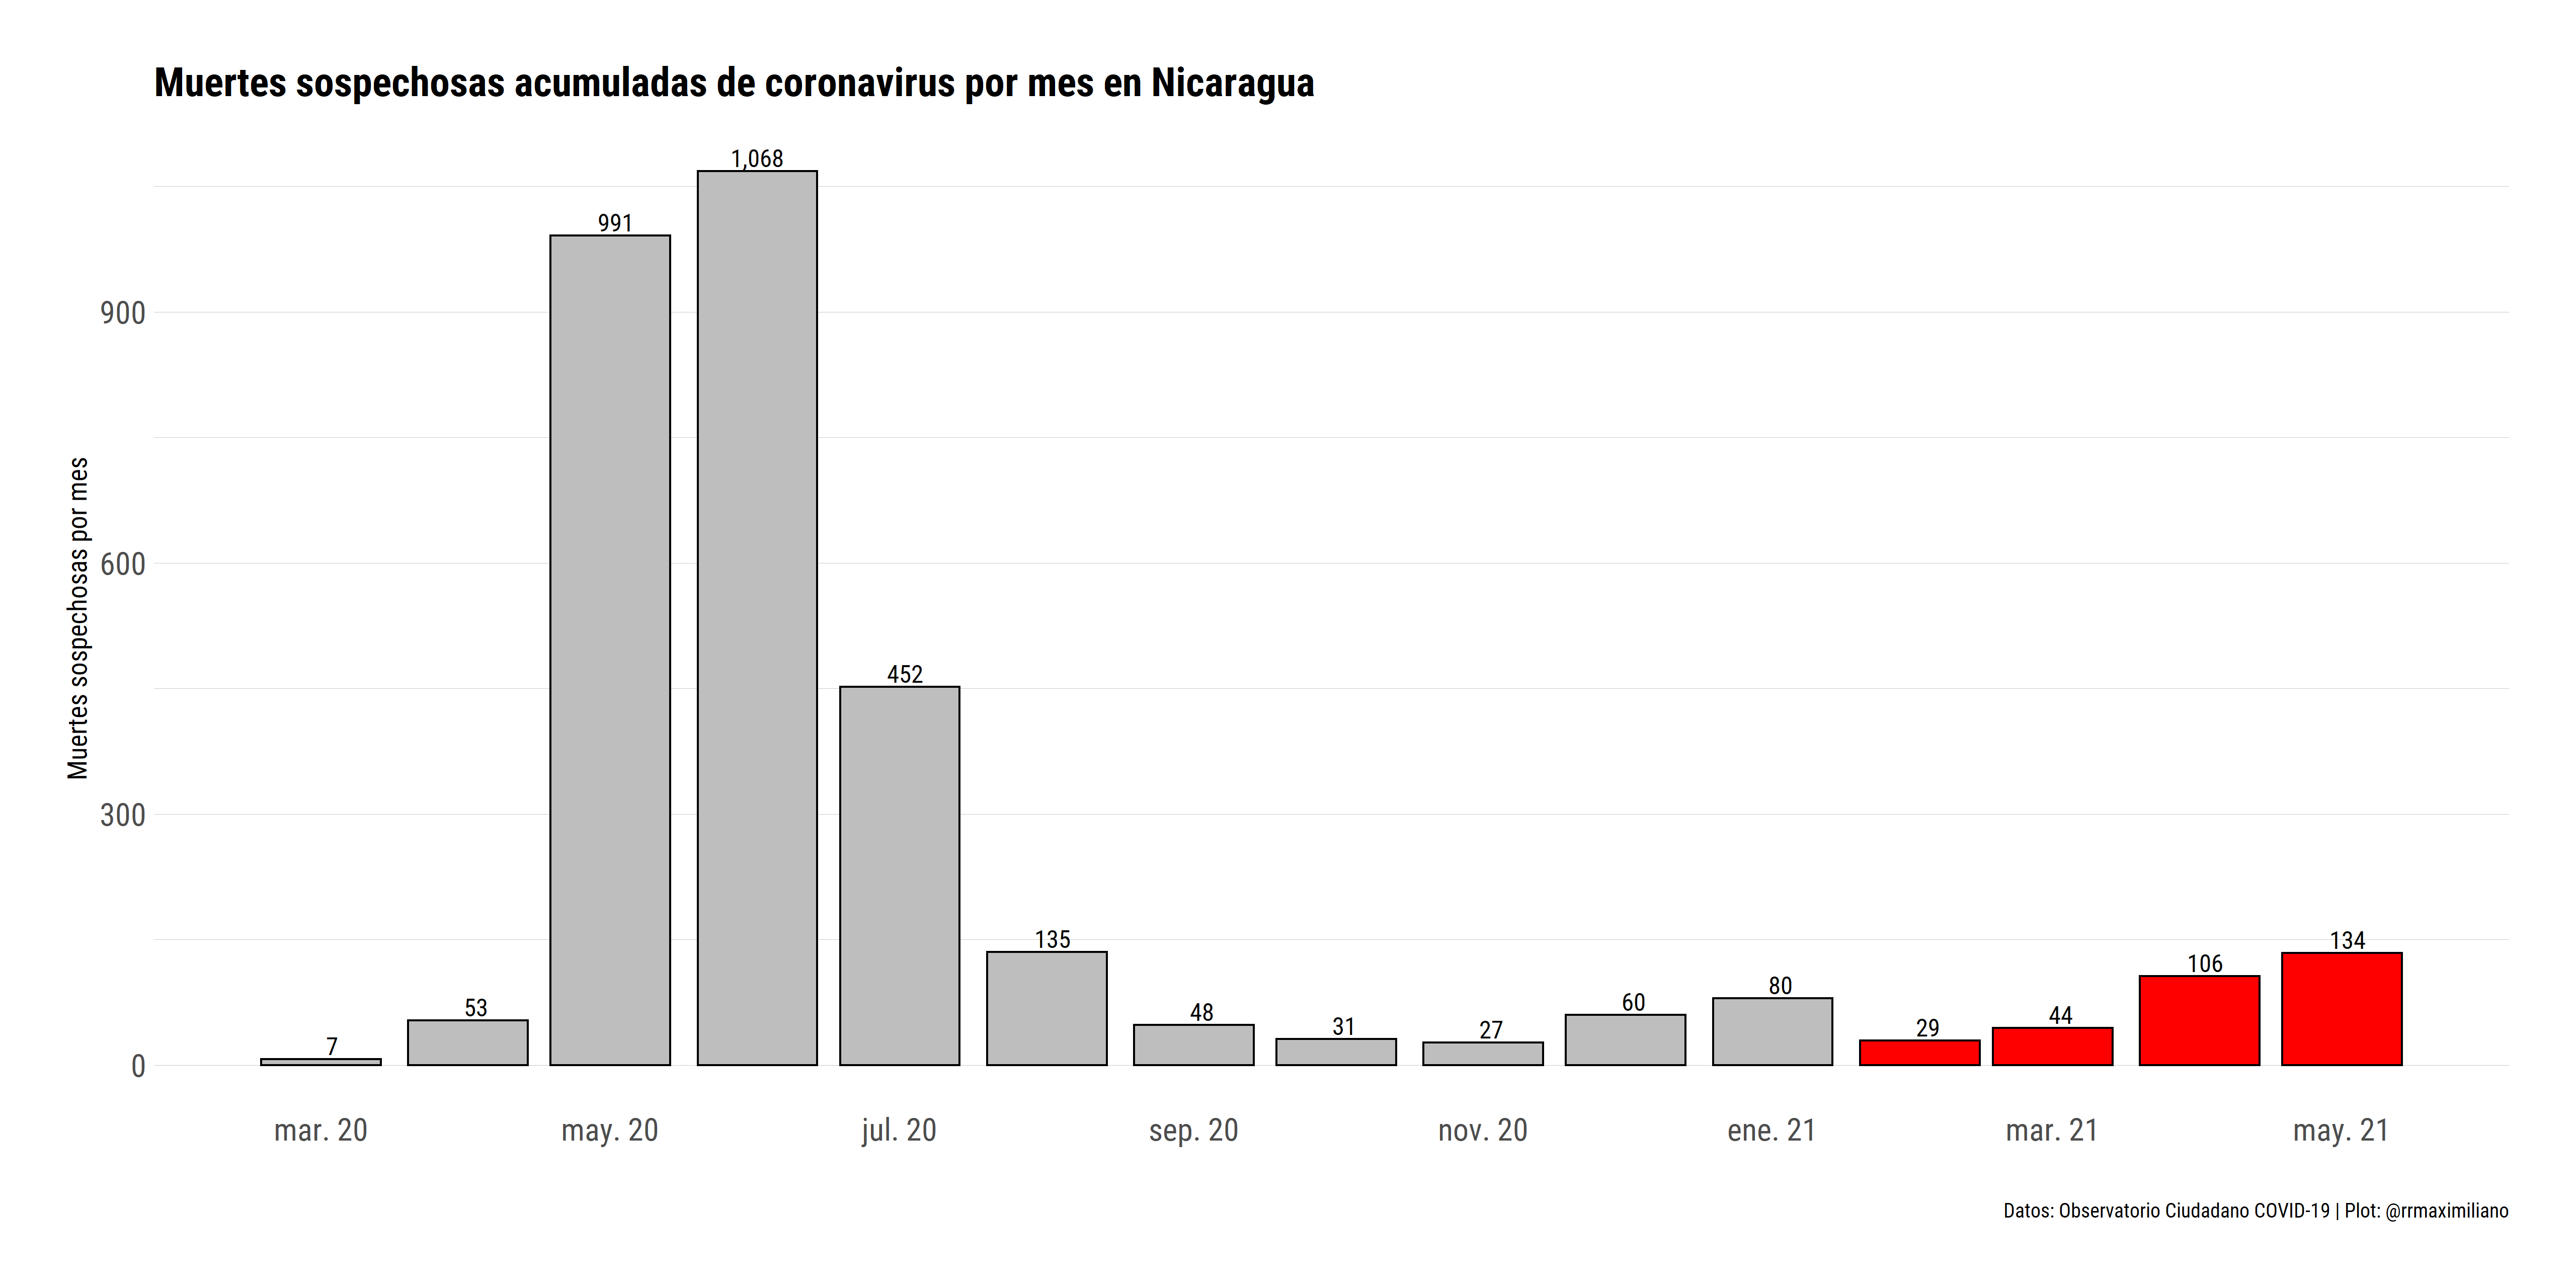 Muertes sospechosas acumuladas de coronavirus por mes en Nicaragua
Muertes sospechosas por mes
900
600
300
0
7
53
991
1,068
452
135
48
31
27
60
80
29
44
106
134
mar. 20
may. 20
jul. 20
sep. 20
nov. 20
ene. 21
mar. 21
may. 21
Datos: Observatorio Ciudadano COVID-19 | Plot: @rrmaximiliano